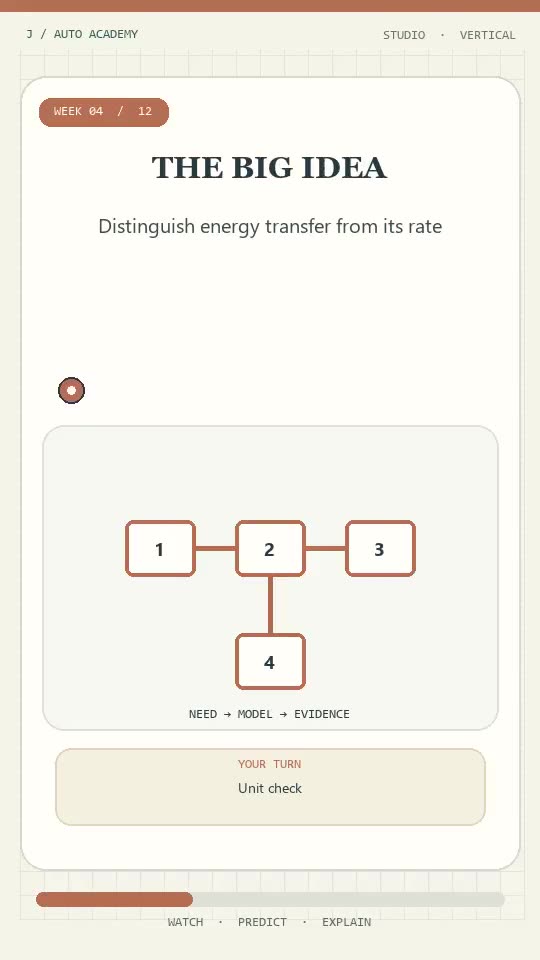 J / AUTO ACADEMY
STUDIO · VERTICAL
WEEK 04 / 12
THE BIG IDEA
Distinguish energy transfer from its rate
1
2
3
4
NEED → MODEL → EVIDENCE
YOUR TURN
Unit check
WATCH · PREDICT · EXPLAIN